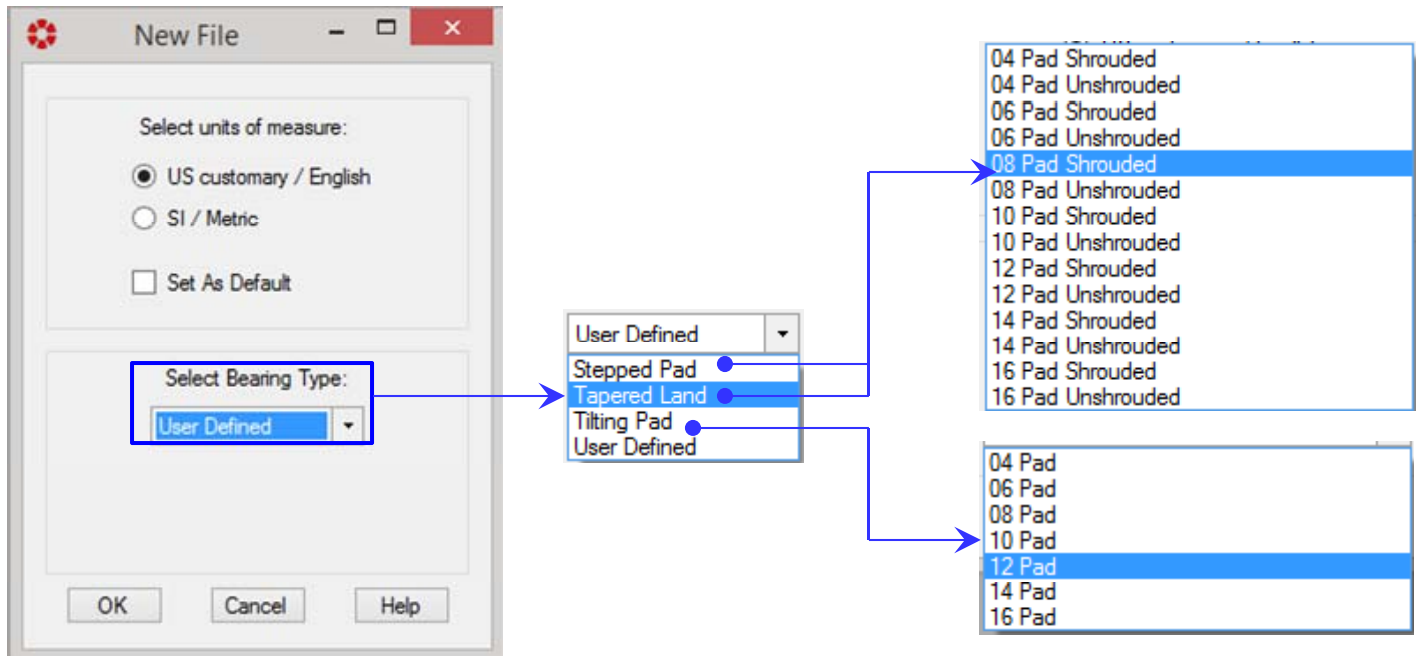 New File
Select units of measure:
US customary / English
SI / Metric
Set As Default
Select Bearing Type:
User Defined
OK
Cancel
Help
User Defined
Stepped Pad
Tapered Land
Tilting Pad
User Defined
04 Pad Shrouded
04 Pad Unshrouded
06 Pad Shrouded
06 Pad Unshrouded
08 Pad Shrouded
08 Pad Unshrouded
10 Pad Shrouded
10 Pad Unshrouded
12 Pad Shrouded
12 Pad Unshrouded
14 Pad Shrouded
14 Pad Unshrouded
16 Pad Shrouded
16 Pad Unshrouded
04 Pad
06 Pad
08 Pad
10 Pad
12 Pad
14 Pad
16 Pad